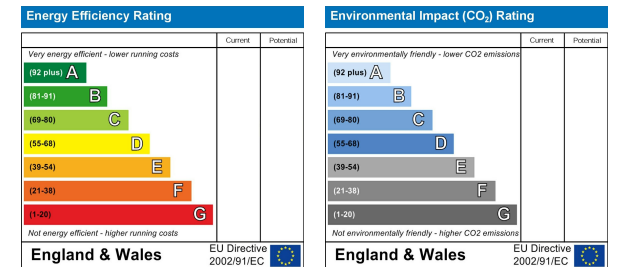 Energy Efficiency Rating
Current Potential
Very energy efficient - lower running costs
(92 plus) A
(81-91) B
(69-80) C
(55-68) D
(39-54) E
(21-38) F
(1-20) G
Not energy efficient - higher running costs
England & Wales
EU Directive
2002/91/EC
Environmental Impact (CO₂) Rating
Current Potential
Very environmentally friendly - lower CO2 emissions
(92 plus) A
(81-91) B
(69-80) C
(55-68) D
(39-54) E
(21-38) F
(1-20) G
Not environmentally friendly - higher CO2 emissions
England & Wales
EU Directive
2002/91/EC